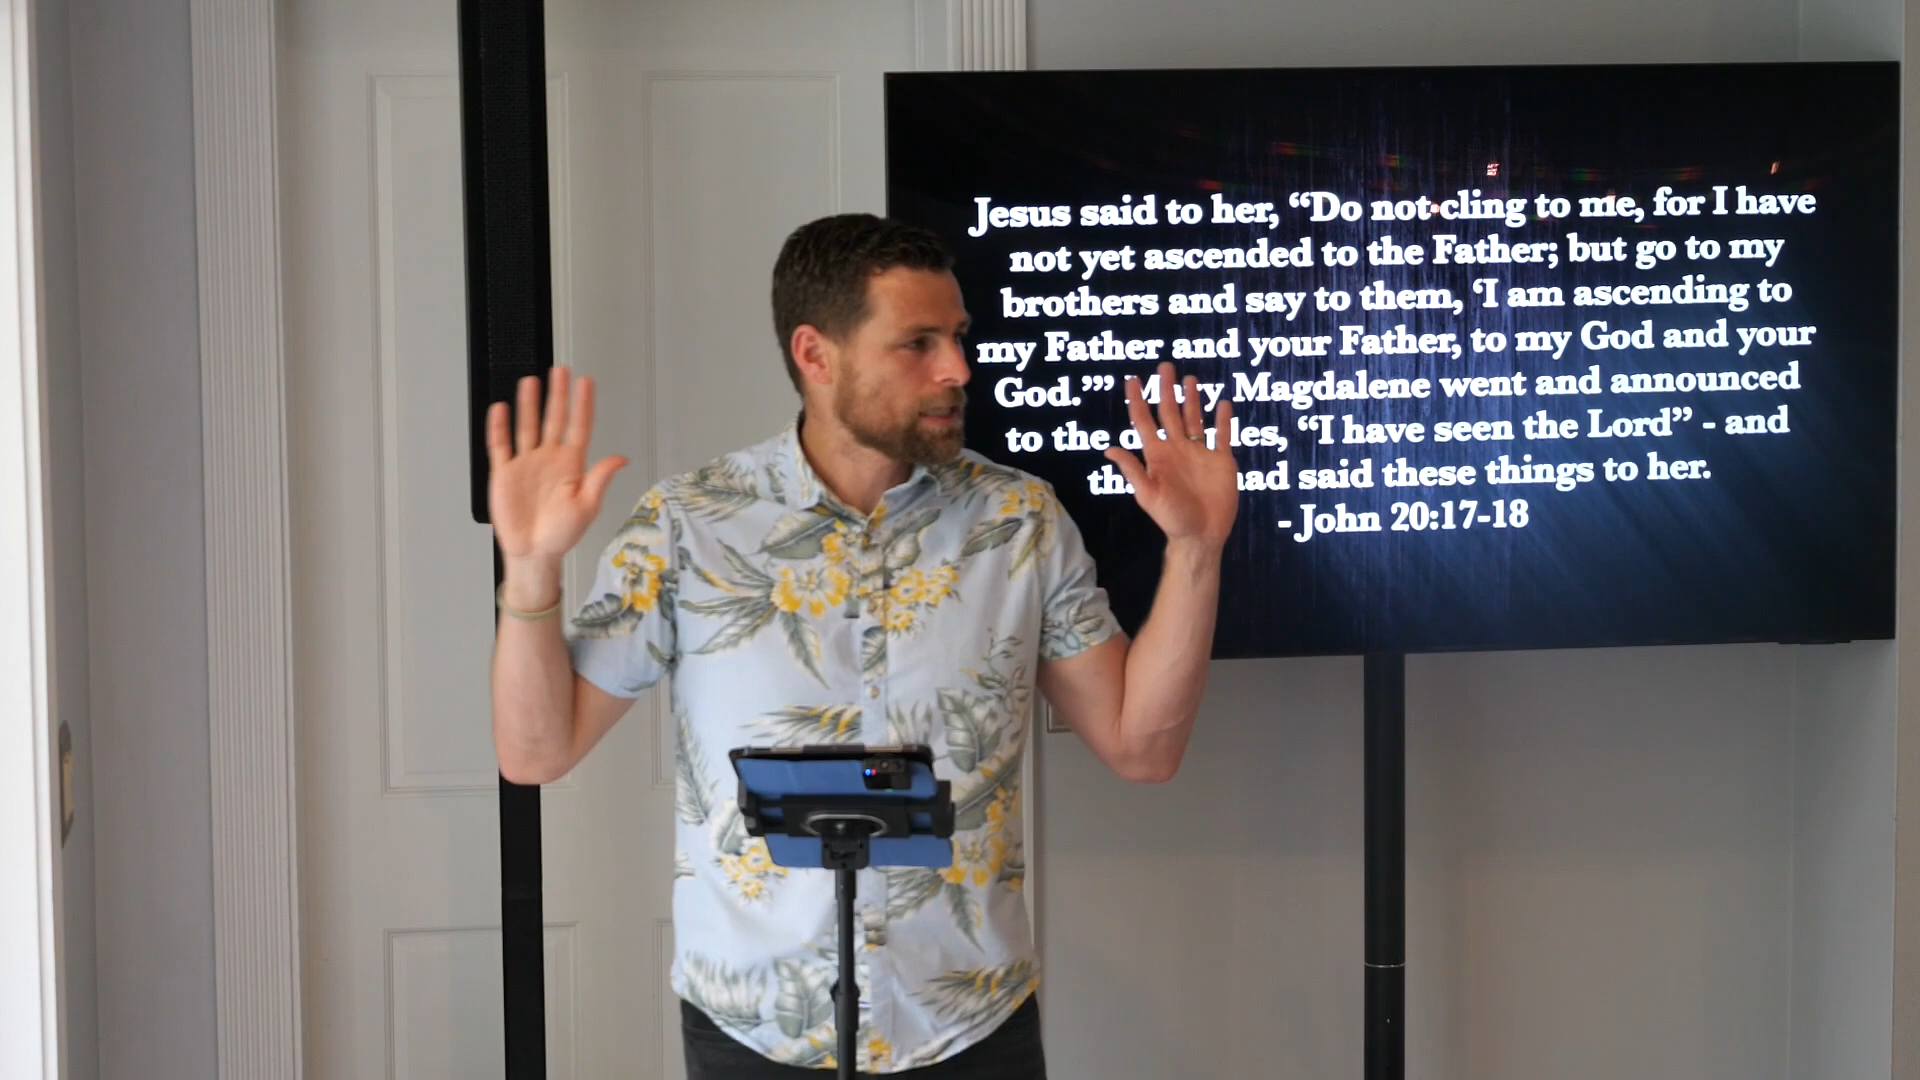 Jesus said to her, “Do not cling to me, for I have
not yet ascended to the Father; but go to my
brothers and say to them, ‘I am ascending to
my Father and your Father, to my God and your
God.’” Mary Magdalene went and announced
to the disciples, “I have seen the Lord” - and
had said these things to her.
- John 20:17-18